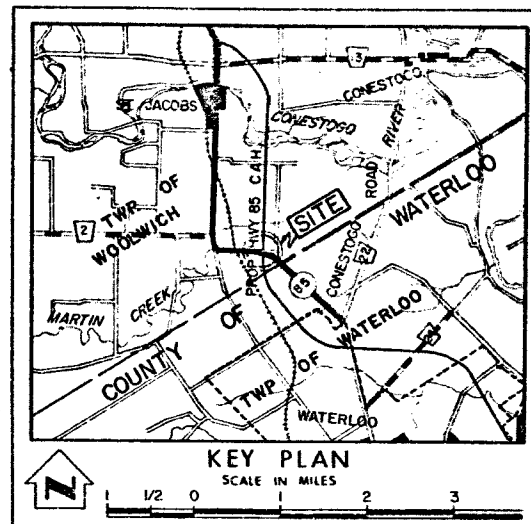 3
CONESTOGO
ST. JACOBS
CONESTOGO
RIVER
ROAD
PROP. HWY 85 C.A.H.
SITE
WATERLOO
2
TWP OF
WOOLWICH
CONESTOGO
22
85
MARTIN
CREEK
COUNTY OF
TWP OF
WATERLOO
WATERLOO
KEY PLAN
SCALE IN MILES
N
1 1/2 0 1 2 3